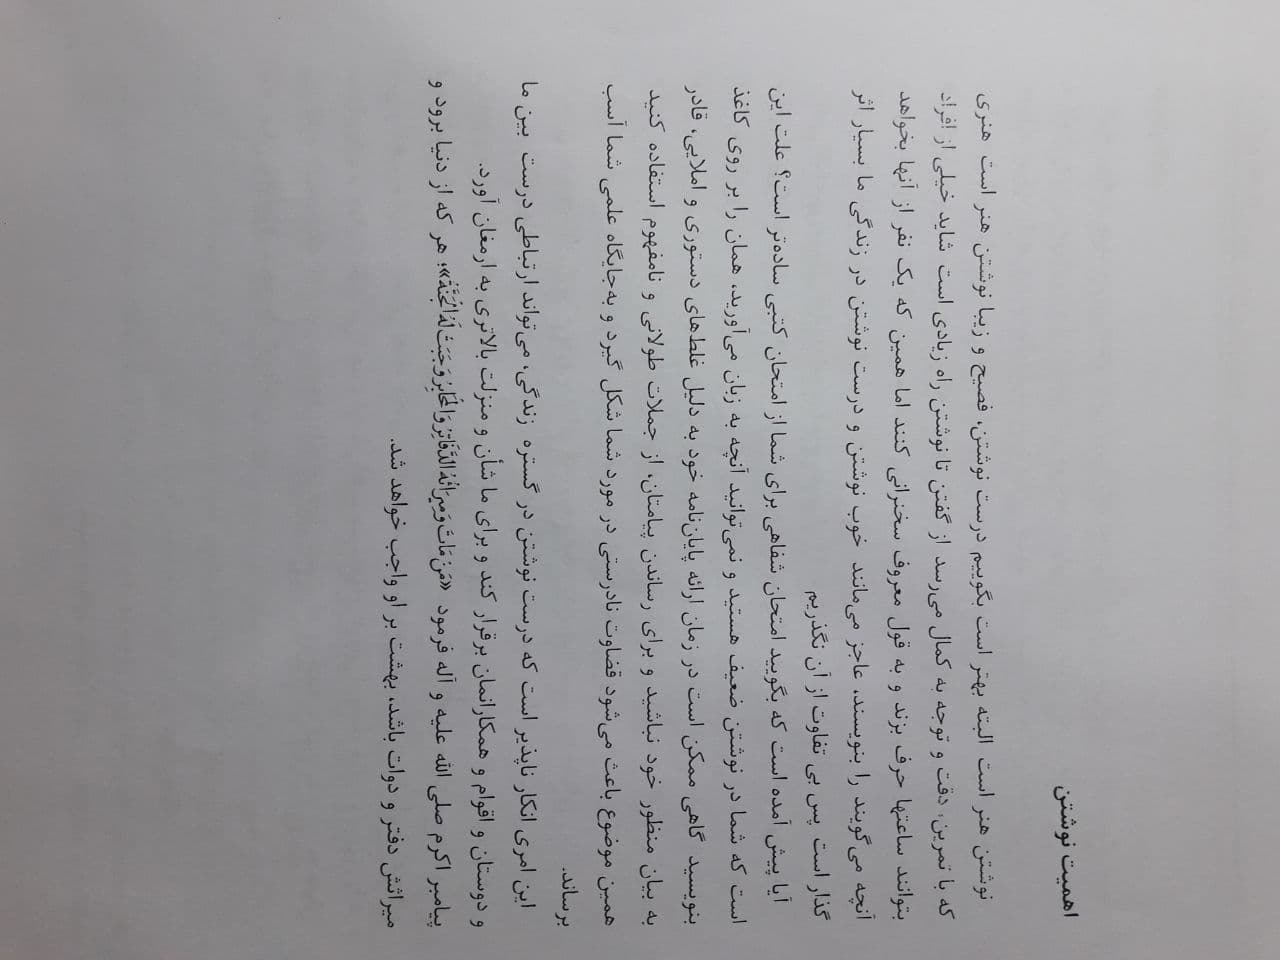 اهمیت نوشتن
نوشتن هنر است البته بهتر است بگوییم درست نوشتن، فصیح و زیبا نوشتن هنر است هنری
که با تمرین، دقت و توجه به کمال می‌رسد از گفتن تا نوشتن راه زیادی است شاید خیلی از افراد
بتوانند ساعتها حرف بزند و به قول معروف سخنرانی کنند اما همین که یک نفر از آنها بخواهد
آنچه می‌گویند را بنویسند، عاجز می‌مانند خوب نوشتن و درست نوشتن در زندگی ما بسیار اثر
گذار است پس بی تفاوت از آن نگذریم
آیا پیش آمده است که بگویید امتحان شفاهی برای شما از امتحان کتبی ساده‌تر است؟ علت این
است که شما در نوشتن ضعیف هستید و نمی‌توانید آنچه به زبان می‌آورید، همان را بر روی کاغذ
بنویسید گاهی ممکن است در زمان ارائه پایان‌نامه خود به دلیل غلط‌های دستوری و املایی، قادر
به بیان منظور خود نباشید و برای رساندن پیامتان، از جملات طولانی و نامفهوم استفاده کنید
همین موضوع باعث می‌شود قضاوت نادرستی در مورد شما شکل گیرد و به‌جایگاه علمی شما آسب
برساند.
این امری انکار ناپذیر است که درست نوشتن در گستره زندگی، می‌تواند ارتباطی درست بین ما
و دوستان و اقوام و همکارانمان برقرار کند و برای ما شأن و منزلت بالاتری به ارمغان آورد.
پیامبر اکرم صلی الله علیه و آله فرمود «مَنْ مَاتَ وَ مِیرَاثُهُ الدَّفَاتِرُ وَ الْمَحَابِرُ وَجَبَتْ لَهُ الْجَنَّةُ»؛ هر که از دنیا برود و
میراثش دفتر و دوات باشد، بهشت بر او واجب خواهد شد.